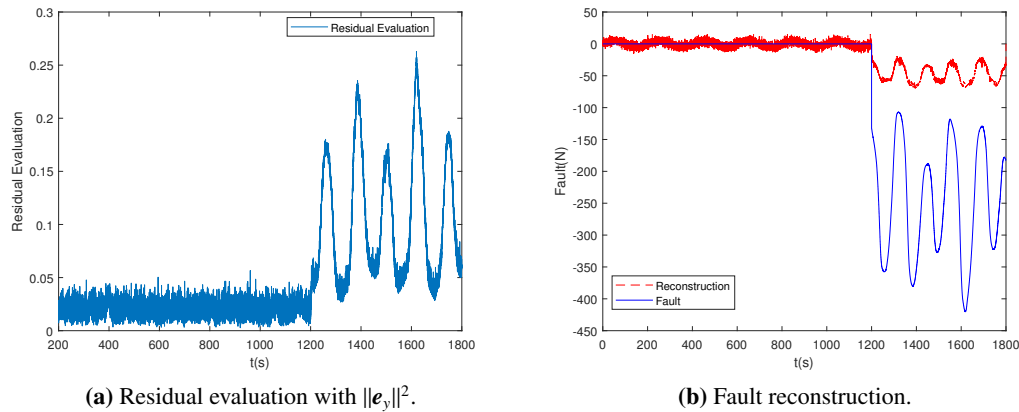 Residual Evaluation
Residual Evaluation
0.3
0.25
0.2
0.15
0.1
0.05
0
200 400 600 800 1000 1200 1400 1600 1800
t(s)
(a) Residual evaluation with ||e_y||².
Fault(N)
0
-50
-100
-150
-200
-250
-300
-350
-400
-450
Reconstruction
Fault
0 200 400 600 800 1000 1200 1400 1600 1800
t(s)
(b) Fault reconstruction.